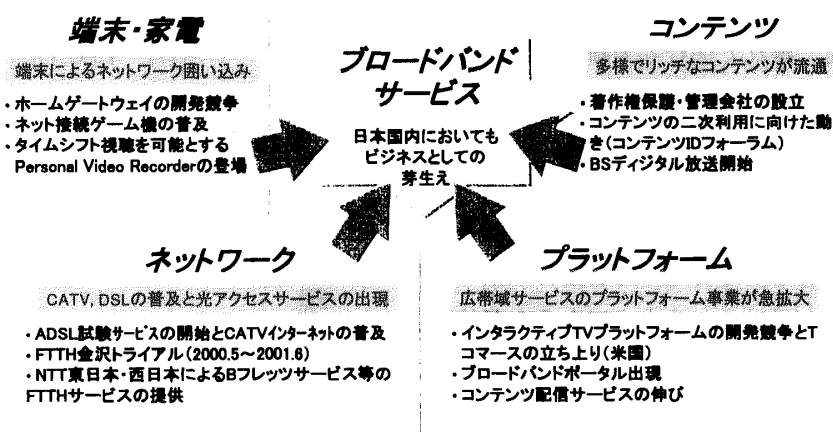 端末・家電
端末によるネットワーク囲い込み
・ホームゲートウェイの開発競争
・ネット接続ゲーム機の普及
・タイムシフト視聴を可能とする
Personal Video Recorderの登場
ブロードバンド
サービス
日本国内においても
ビジネスとしての
芽生え
コンテンツ
多様でリッチなコンテンツが流通
・著作権保護・管理会社の設立
・コンテンツの二次利用に向けた動
き(コンテンツIDフォーラム)
・BSディジタル放送開始
ネットワーク
CATV, DSLの普及と光アクセスサービスの出現
・ADSL試験サービスの開始とCATVインターネットの普及
・FTTH金沢トライアル(2000.5～2001.6)
・NTT東日本・西日本によるBフレッツサービス等の
FTTHサービスの提供
プラットフォーム
広帯域サービスのプラットフォーム事業が急拡大
・インタラクティブTVプラットフォームの開発競争とT
コマースの立ち上り(米国)
・ブロードバンドポータル出現
・コンテンツ配信サービスの伸び